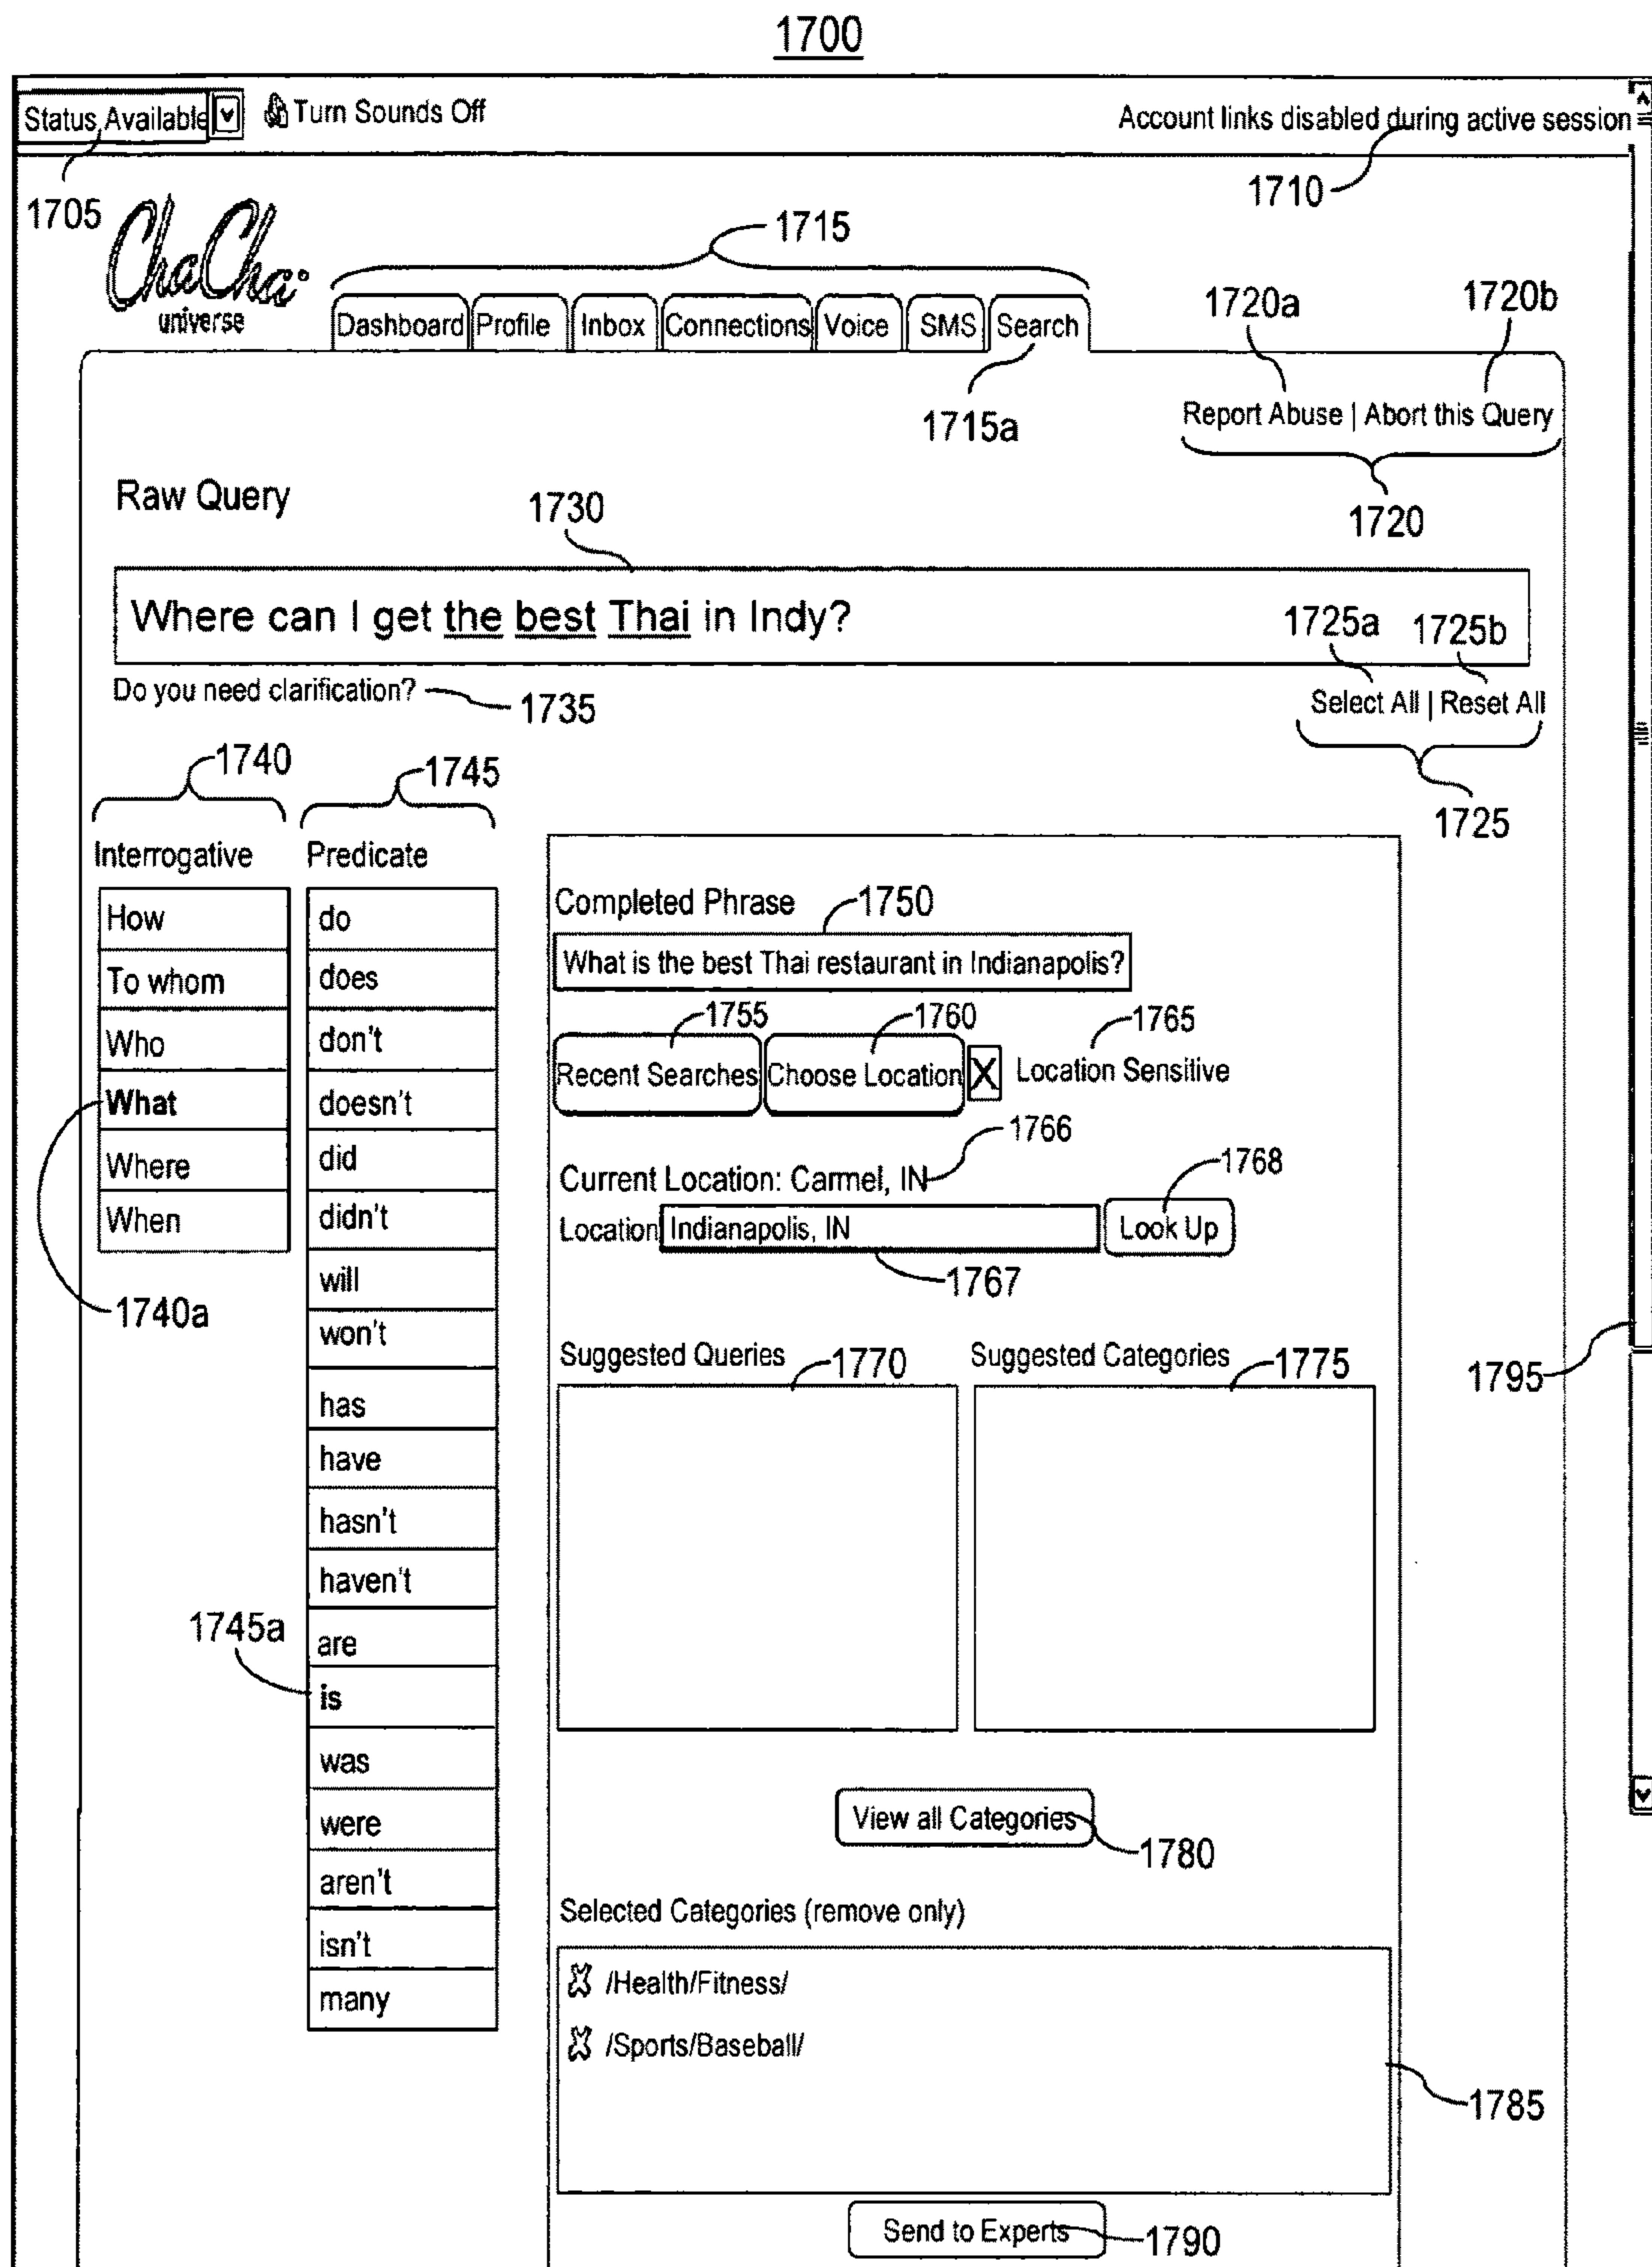 1700
Status Available Turn Sounds Off Account links disabled during active session
1705 1710
ChaCha
universe
1715
Dashboard Profile Inbox Connections Voice SMS Search
1715a
1720a 1720b
Report Abuse | Abort this Query
1720
Raw Query
1730
Where can I get the best Thai in Indy?
1725a 1725b
Do you need clarification? 1735 Select All | Reset All
1725
1740 1745
Interrogative Predicate
How
To whom
Who
What
Where
When
1740a
do
does
don't
doesn't
did
didn't
will
won't
has
have
hasn't
haven't
are
is
was
were
aren't
isn't
many
1745a
Completed Phrase 1750
What is the best Thai restaurant in Indianapolis?
1755 1760 1765
Recent Searches Choose Location X Location Sensitive
1766
Current Location: Carmel, IN
1768
Location Indianapolis, IN Look Up
1767
Suggested Queries 1770 Suggested Categories 1775
1795
View all Categories
1780
Selected Categories (remove only)
X /Health/Fitness/
X /Sports/Baseball/
1785
Send to Experts 1790